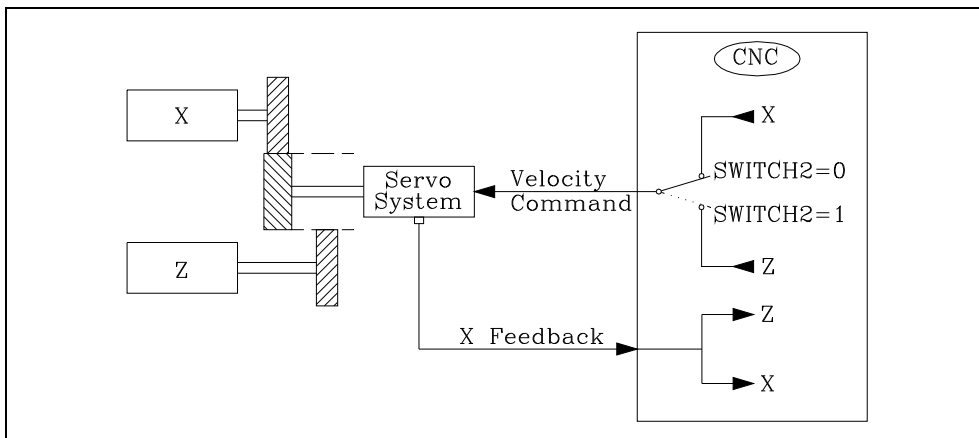 CNC
X
X
SWITCH2=0
Servo
System
Velocity
Command
SWITCH2=1
Z
Z
Z
X Feedback
X